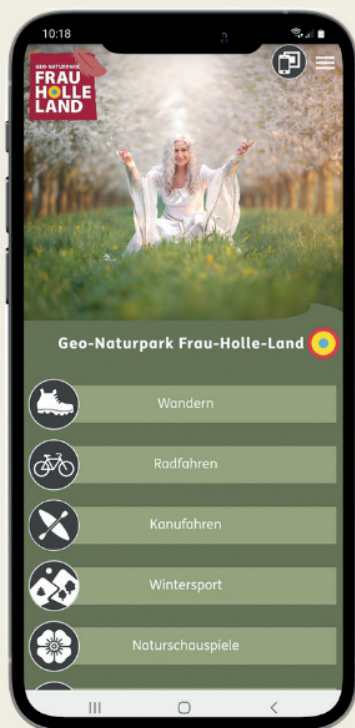 10:18
GEO-NATURPARK
FRAU
HOLLE
LAND
Geo-Naturpark Frau-Holle-Land
Wandern
Radfahren
Kanufahren
Wintersport
Naturschauspiele